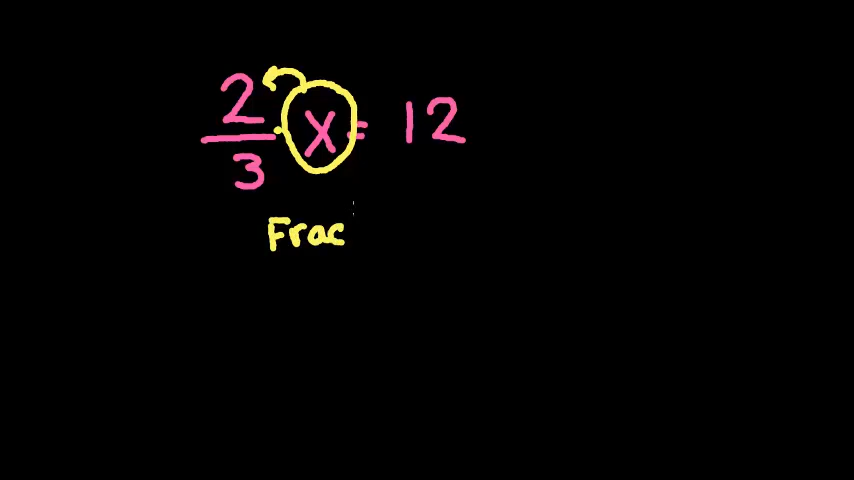 2/3 · x = 12
Frac